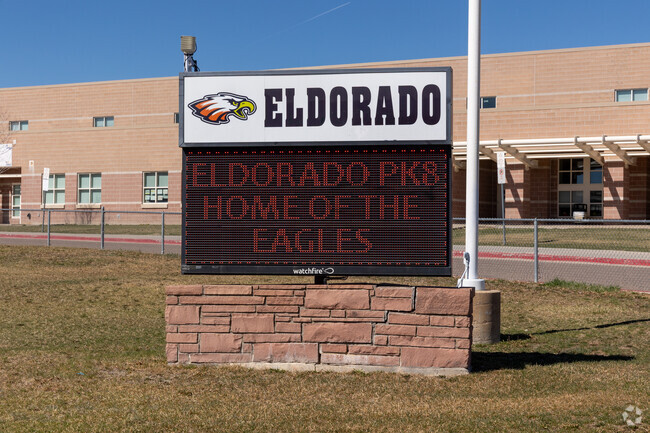 ELDORADO
ELDORADO PK8
HOME OF THE
EAGLES
watchfire